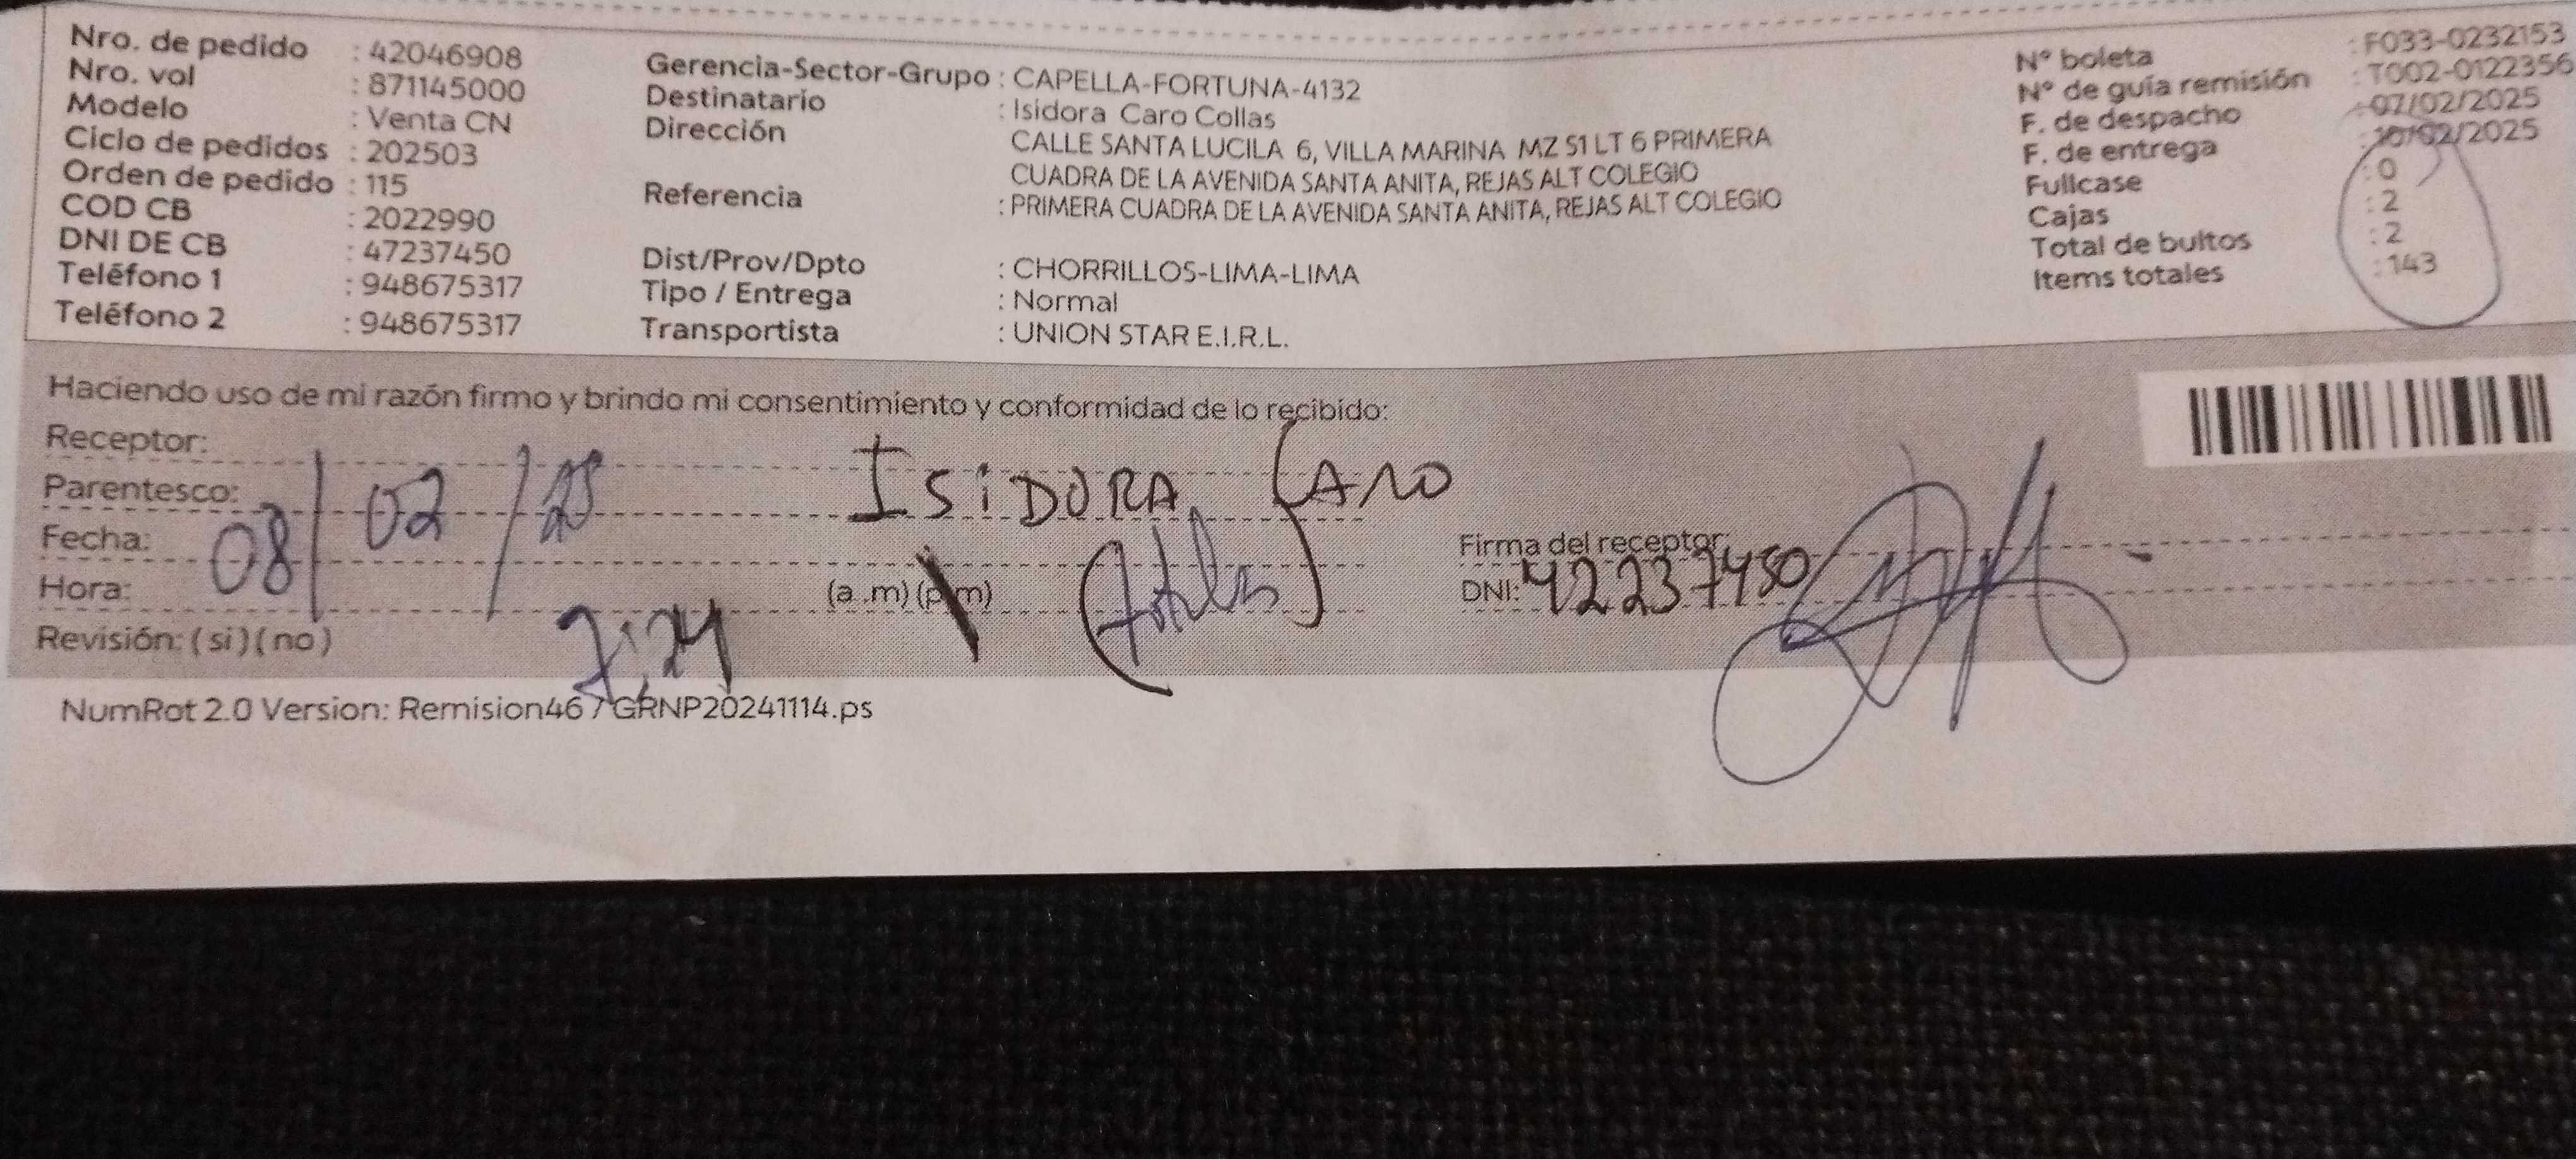 Nro. de pedido : 42046908
Nro. vol : 871145000
Modelo : Venta CN
Ciclo de pedidos : 202503
Orden de pedido : 115
COD CB : 2022990
DNI DE CB : 47237450
Teléfono 1 : 948675317
Teléfono 2 : 948675317
Gerencia-Sector-Grupo : CAPELLA-FORTUNA-4132
Destinatario : Isidora Caro Collas
Dirección CALLE SANTA LUCILA 6, VILLA MARINA MZ S1 LT 6 PRIMERA
CUADRA DE LA AVENIDA SANTA ANITA, REJAS ALT COLEGIO
Referencia : PRIMERA CUADRA DE LA AVENIDA SANTA ANITA, REJAS ALT COLEGIO
Dist/Prov/Dpto : CHORRILLOS-LIMA-LIMA
Tipo / Entrega : Normal
Transportista : UNION STAR E.I.R.L.
N° boleta : F033-0232153
N° de guía remisión : T002-0122356
F. de despacho : 07/02/2025
F. de entrega : 10/02/2025
Fullcase : 0
Cajas : 2
Total de bultos : 2
Items totales : 143
Haciendo uso de mi razón firmo y brindo mi consentimiento y conformidad de lo recibido:
Receptor:
ISIDORA CARO
Parentesco:
Fecha: 08/02/25
Hora: 7:24 (a .m) (p.m)
Firma del receptor:
DNI: 42237450
Revisión: ( si ) ( no )
NumRot 2.0 Version: Remision46 / GRNP20241114.ps